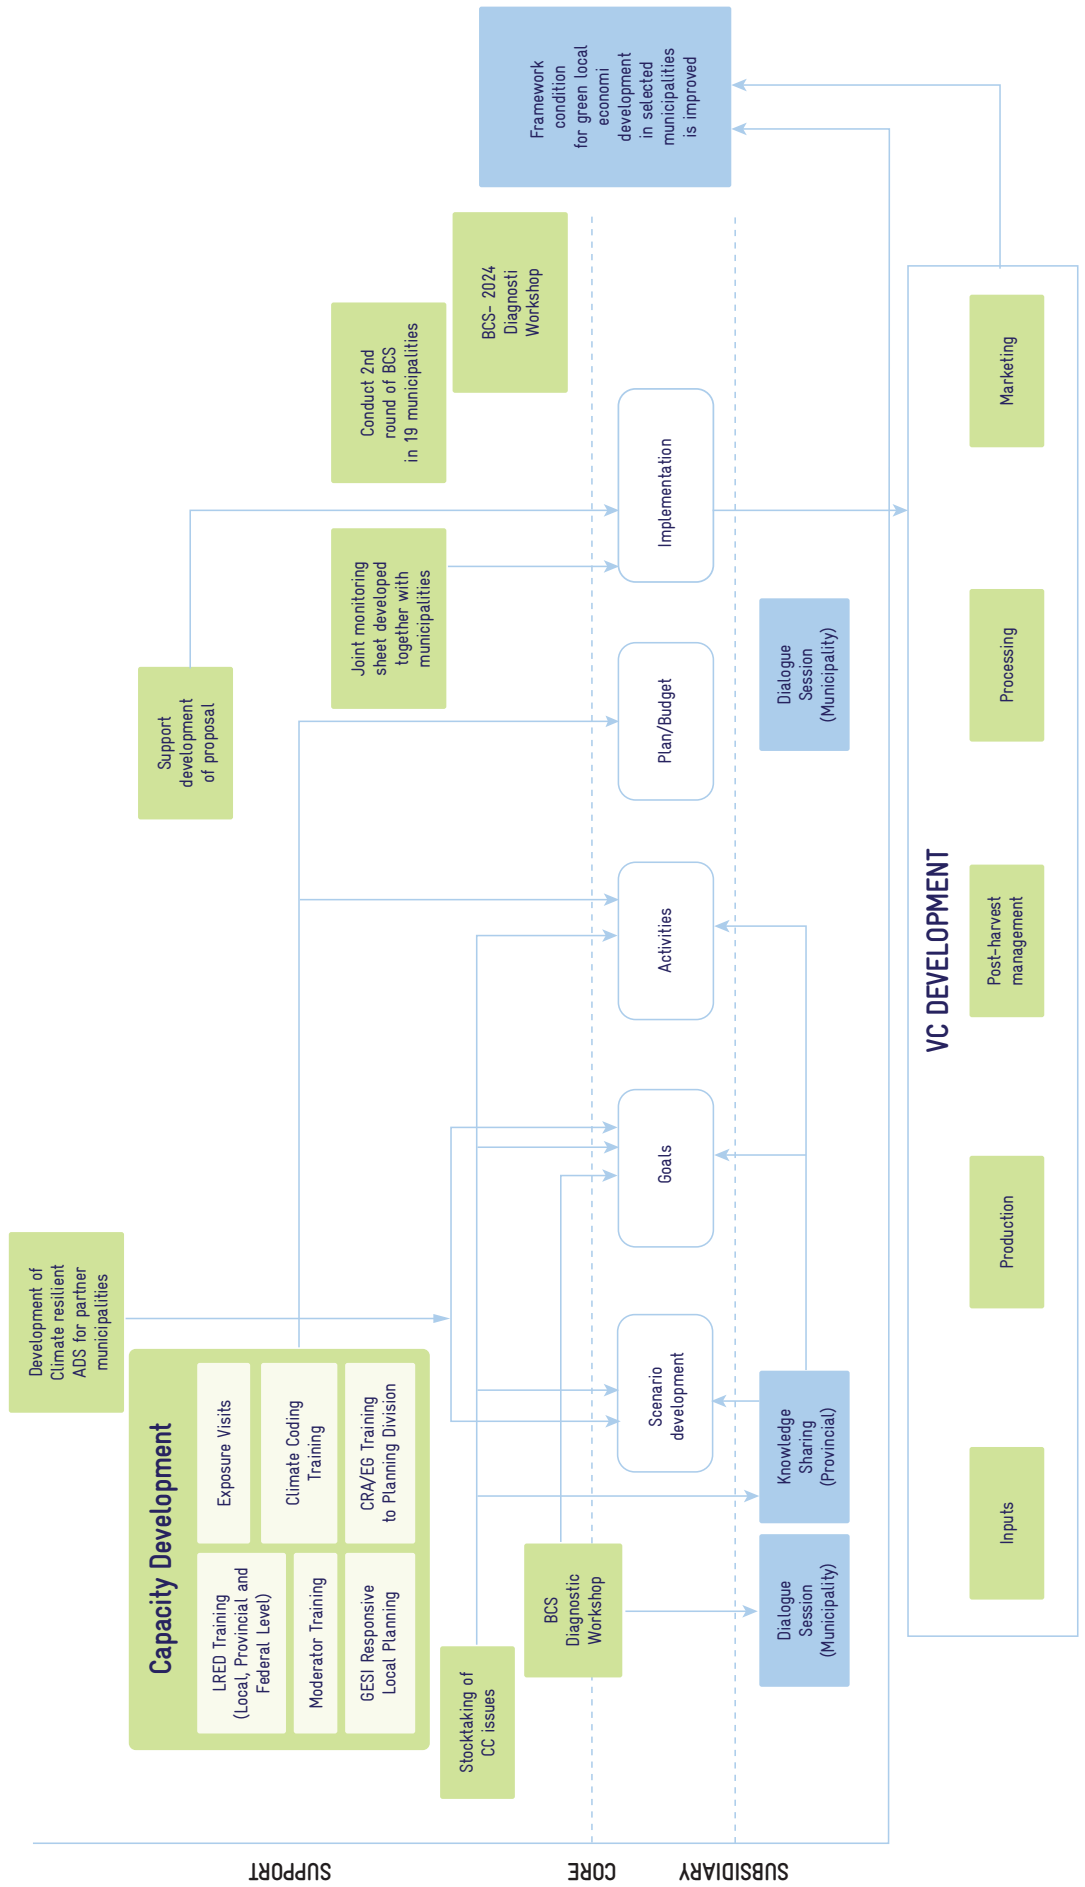 SUPPORT
CORE
SUBSIDIARY
Development of
Climate resilient
ADS for partner
municipalities
Capacity Development
LRED Training
(Local, Provincial and
Federal Level)
Exposure Visits
Moderator Training
Climate Coding
Training
GESI Responsive
Local Planning
CRA/EG Training
to Planning Division
Support
development
of proposal
Joint monitoring
sheet developed
together with
municipalities
Conduct 2nd
round of BCS
in 19 municipalities
BCS- 2024
Diagnosti
Workshop
Stocktaking of
CC issues
BCS
Diagnostic
Workshop
Scenario
development
Goals
Activities
Plan/Budget
Implementation
Framework
condition
for green local
economi
development
in selected
municipalities
is improved
Dialogue
Session
(Municipality)
Knowledge
Sharing
(Provincial)
Dialogue
Session
(Municipality)
VC DEVELOPMENT
Inputs
Production
Post-harvest
management
Processing
Marketing